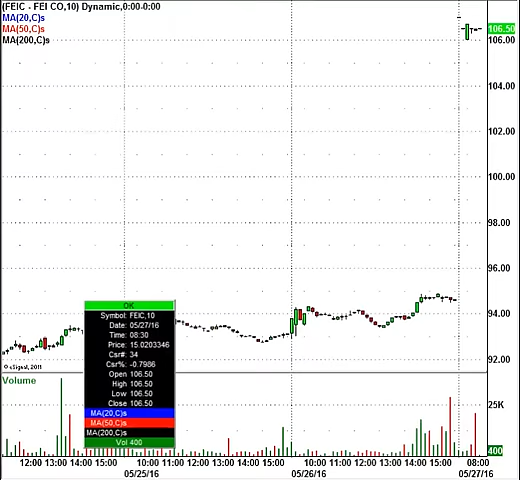 (FEIC - FEI CO,10) Dynamic,0:00-0:00
MA(20,C)s
MA(50,C)s
MA(200,C)s
106.50
106.00
104.00
102.00
100.00
98.00
96.00
94.00
92.00
OK
Symbol: FEIC,10
Date: 05/27/16
Time: 08:30
Price: 15.0203346
Csr#: 34
Csr%: -0.7986
Open 106.50
High 106.50
Low 106.50
Close 106.50
MA(20,C)s
MA(50,C)s
MA(200,C)s
Vol 400
© eSignal, 2011
Volume
25K
400
12:00 13:00 14:00 15:00 10:00 11:00 12:00 13:00 14:00 15:00 10:00 11:00 12:00 13:00 14:00 15:00 08:00
05/25/16 05/26/16 05/27/16